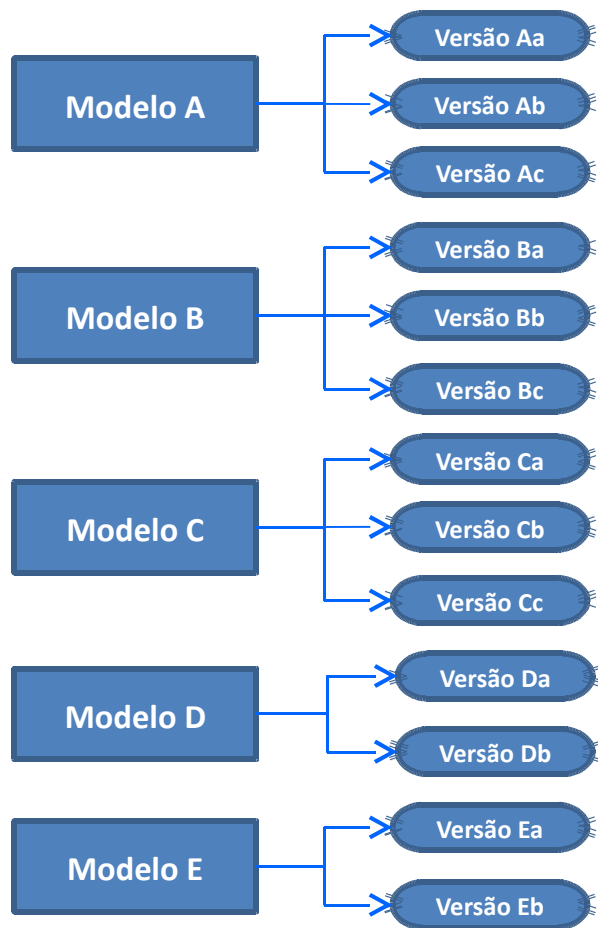 Modelo A
Versão Aa
Versão Ab
Versão Ac
Modelo B
Versão Ba
Versão Bb
Versão Bc
Modelo C
Versão Ca
Versão Cb
Versão Cc
Modelo D
Versão Da
Versão Db
Modelo E
Versão Ea
Versão Eb